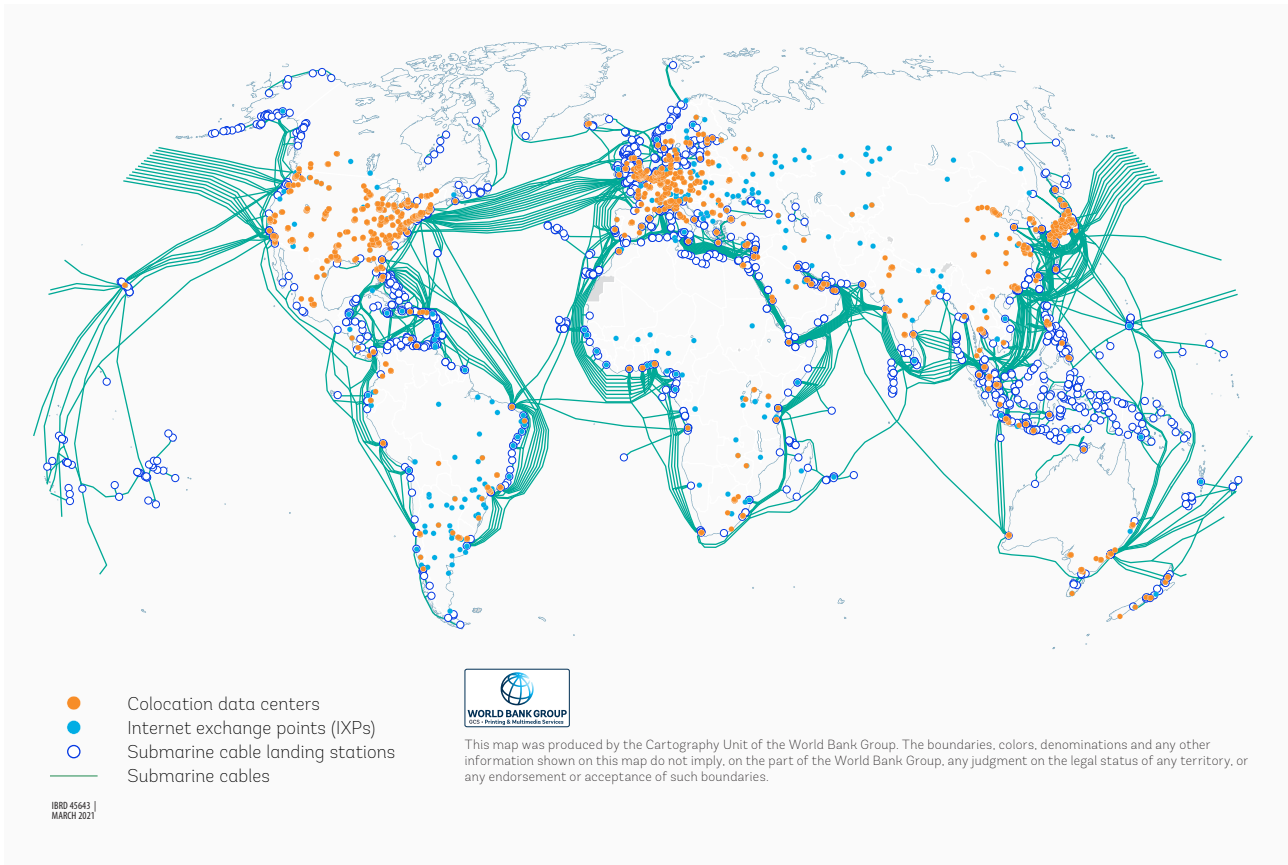 Colocation data centers
Internet exchange points (IXPs)
Submarine cable landing stations
Submarine cables
IBRD 45643 |
MARCH 2021
WORLD BANK GROUP
GCS - Printing & Multimedia Services
This map was produced by the Cartography Unit of the World Bank Group. The boundaries, colors, denominations and any other
information shown on this map do not imply, on the part of the World Bank Group, any judgment on the legal status of any territory, or
any endorsement or acceptance of such boundaries.